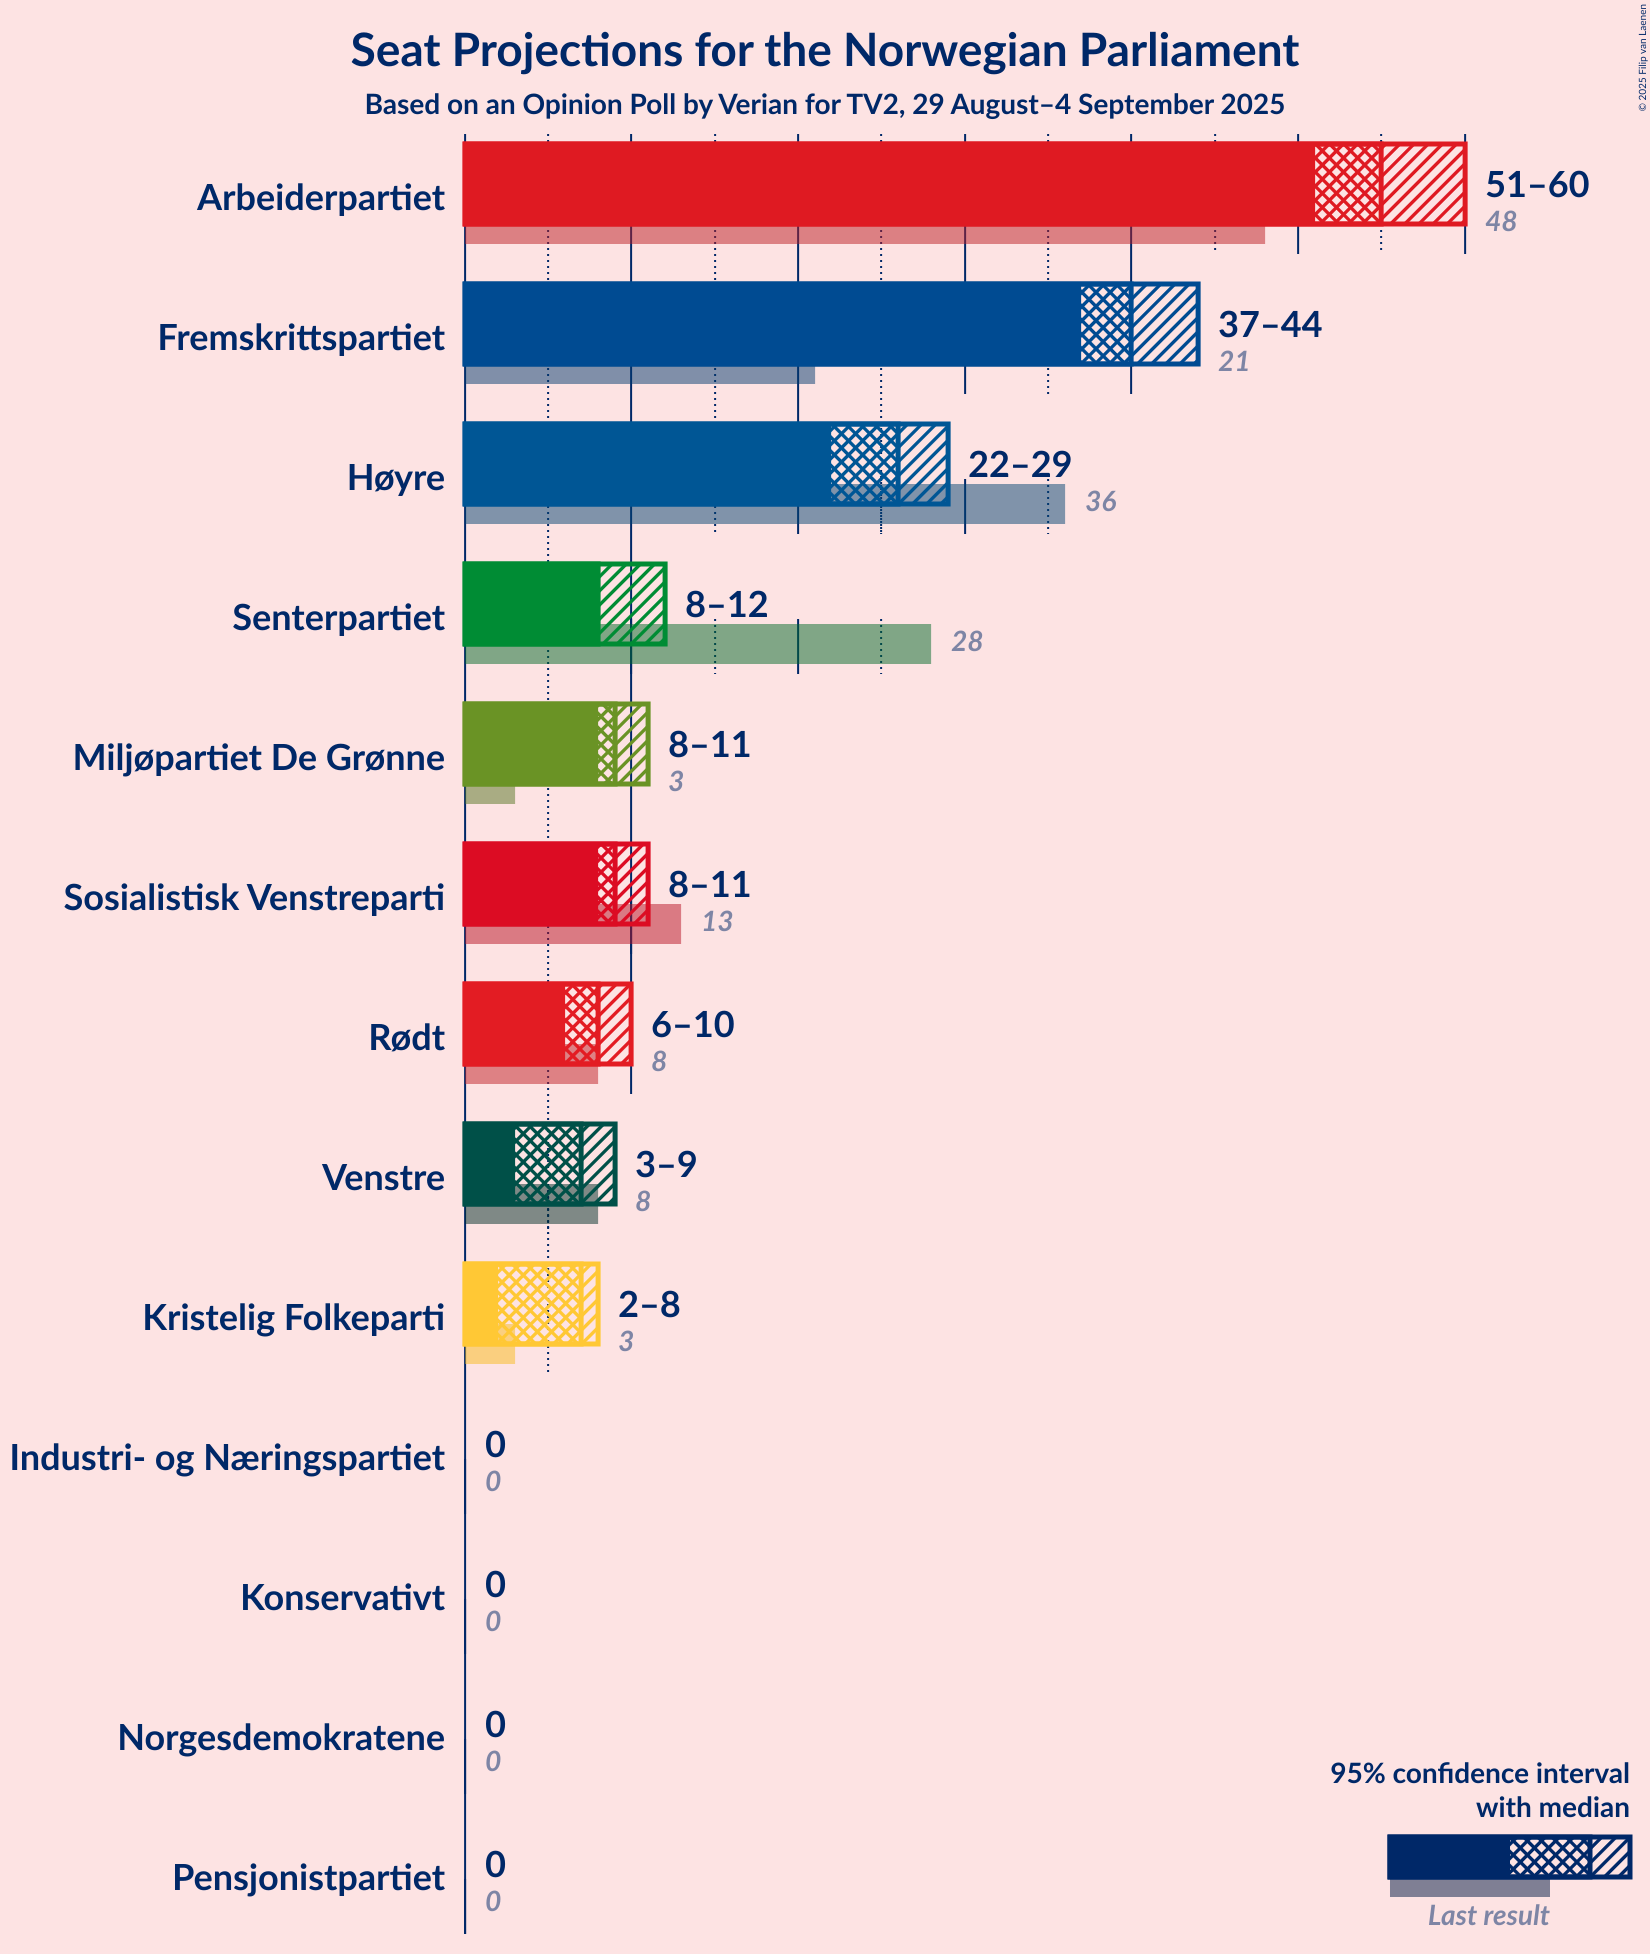 Seat Projections for the Norwegian Parliament
Based on an Opinion Poll by Verian for TV2, 29 August–4 September 2025
© 2025 Filip van Laenen
Arbeiderpartiet
51–60
48
Fremskrittspartiet
37–44
21
Høyre
22–29
36
Senterpartiet
8–12
28
Miljøpartiet De Grønne
8–11
3
Sosialistisk Venstreparti
8–11
13
Rødt
6–10
8
Venstre
3–9
8
Kristelig Folkeparti
2–8
3
Industri- og Næringspartiet
0
0
Konservativt
0
0
Norgesdemokratene
0
0
Pensjonistpartiet
0
0
95% confidence interval
with median
Last result